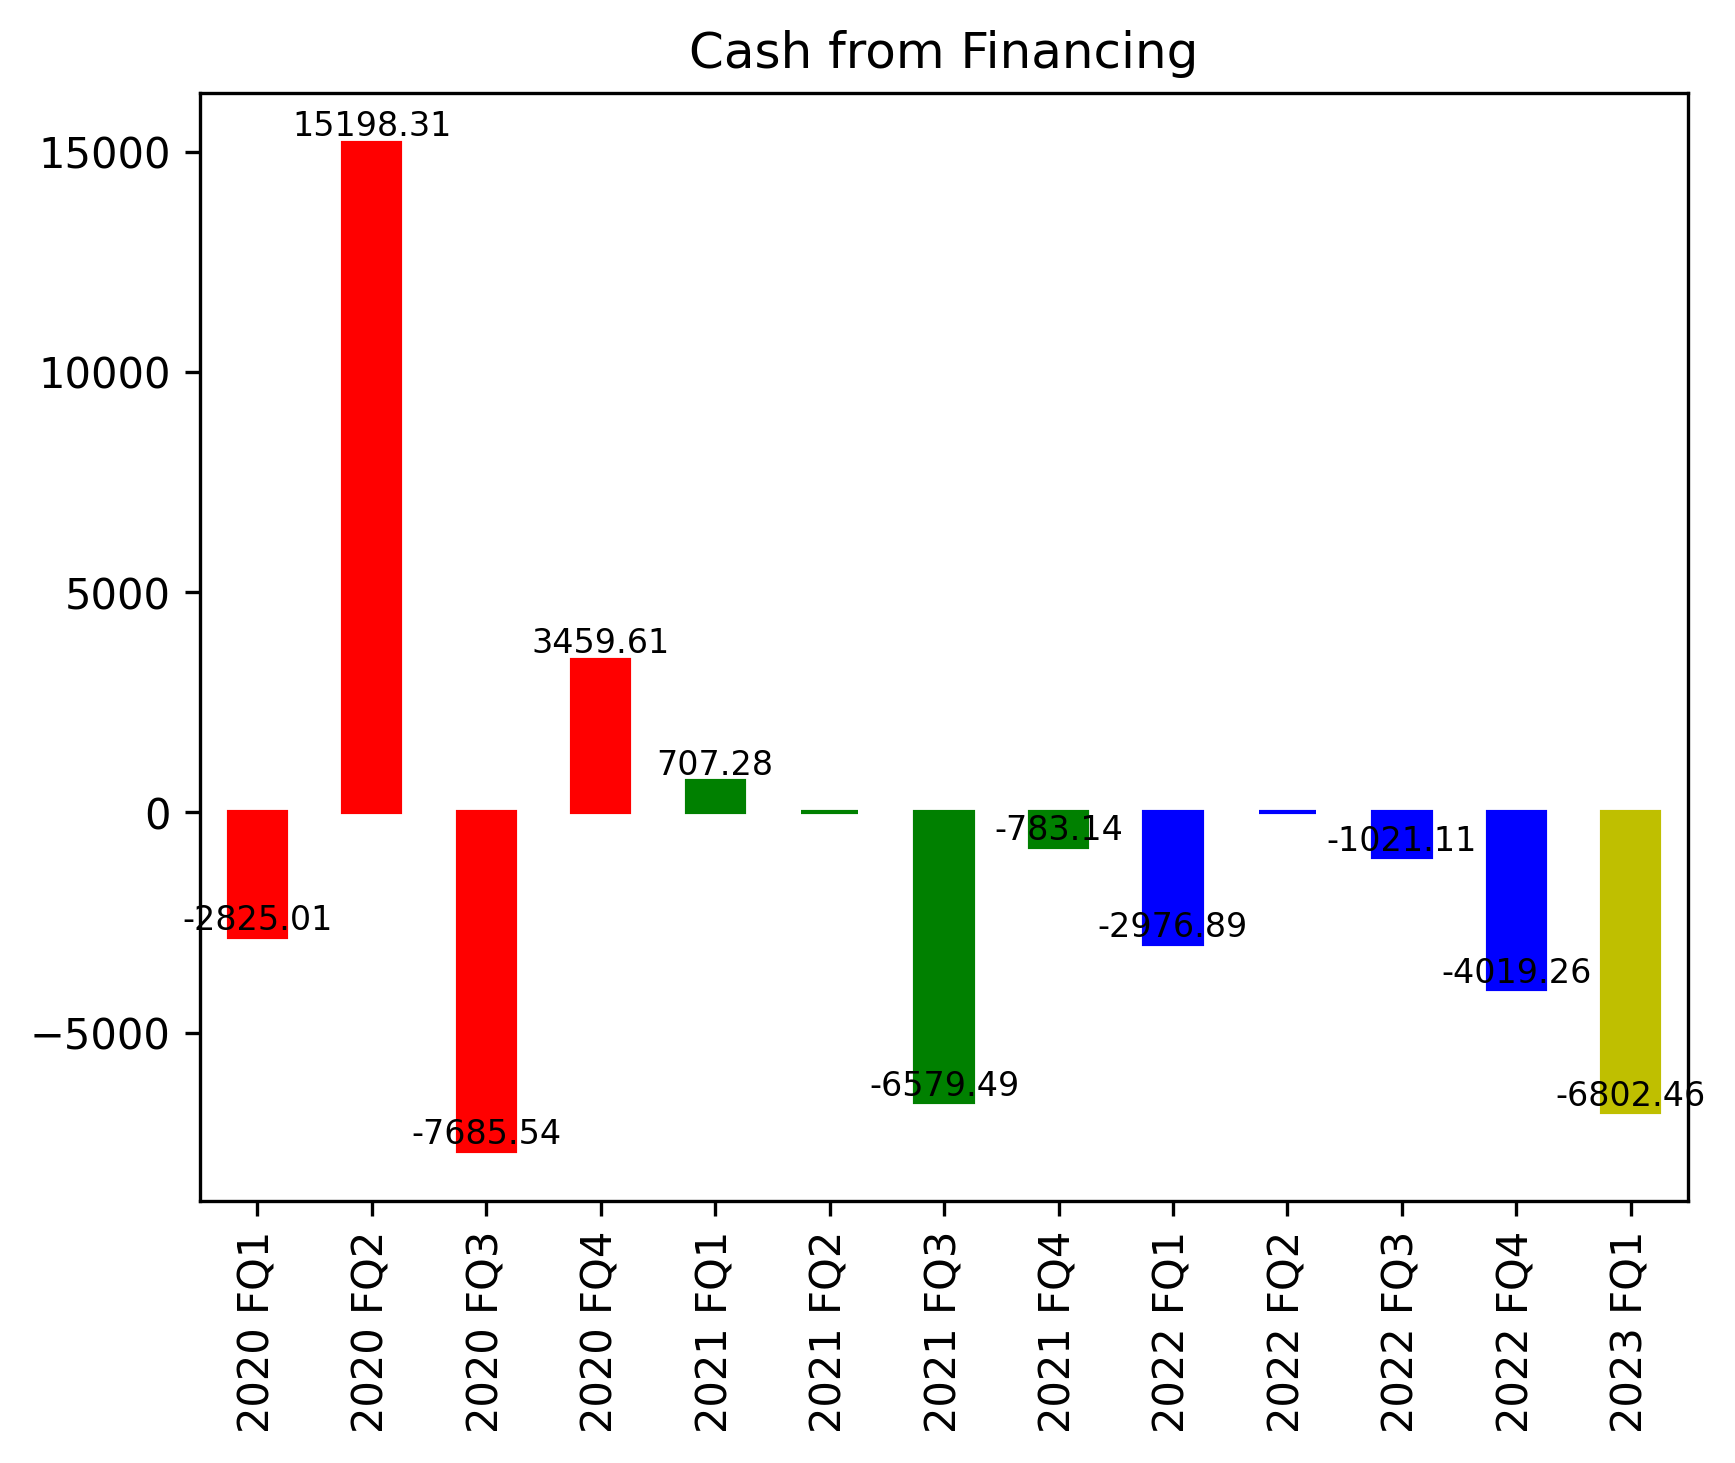 Cash from Financing
15000
10000
5000
0
−5000
-2825.01
15198.31
-7685.54
3459.61
707.28
-6579.49
-783.14
-2976.89
-1021.11
-4019.26
-6802.46
2020 FQ1
2020 FQ2
2020 FQ3
2020 FQ4
2021 FQ1
2021 FQ2
2021 FQ3
2021 FQ4
2022 FQ1
2022 FQ2
2022 FQ3
2022 FQ4
2023 FQ1